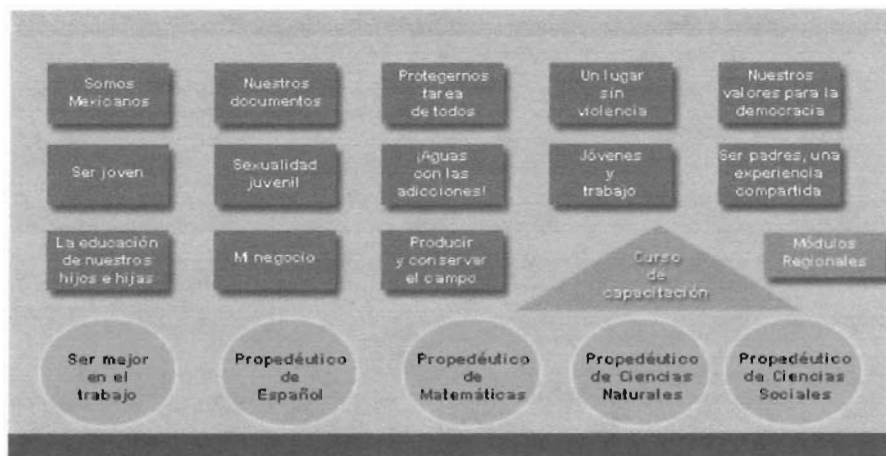 Somos
Mexicanos
Nuestros
documentos
Protegernos
tarea
de todos
Un lugar
sin
violencia
Nuestros
valores para la
democracia
Ser joven
Sexualidad
juvenil
¡Aguas
con las
adicciones!
Jóvenes
y
trabajo
Ser padres, una
experiencia
compartida
La educación
de nuestros
hijos e hijas
Mi negocio
Producir
y conservar
el campo
Curso
de
capacitación
Módulos
Regionales
Ser mejor
en el
trabajo
Propedéutico
de
Español
Propedéutico
de
Matemáticas
Propedéutico
de Ciencias
Naturales
Propedéutico
de Ciencias
Sociales